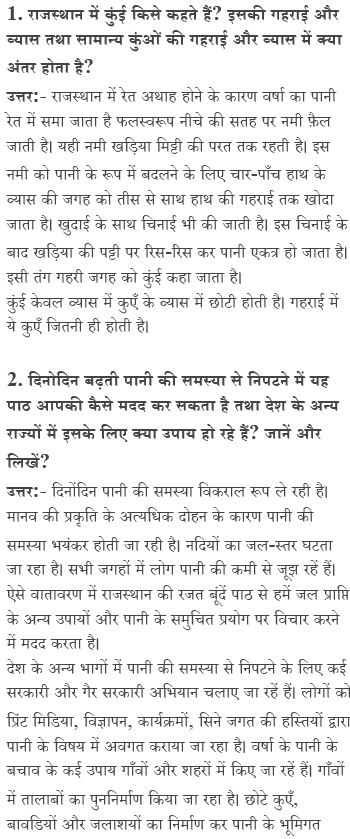 1. राजस्थान में कुंई किसे कहते हैं? इसकी गहराई और
व्यास तथा सामान्य कुंओं की गहराई और व्यास में क्या
अंतर होता है?
उत्तर:- राजस्थान में रेत अथाह होने के कारण वर्षा का पानी
रेत में समा जाता है फलस्वरूप नीचे की सतह पर नमी फ़ैल
जाती है। यही नमी खड़िया मिट्टी की परत तक रहती है। इस
नमी को पानी के रूप में बदलने के लिए चार-पाँच हाथ के
व्यास की जगह को तीस से साठ हाथ की गहराई तक खोदा
जाता है। खुदाई के साथ चिनाई भी की जाती है। इस चिनाई के
बाद खड़िया की पट्टी पर रिस-रिस कर पानी एकत्र हो जाता है।
इसी तंग गहरी जगह को कुंई कहा जाता है।
कुंई केवल व्यास में कुएँ के व्यास में छोटी होती है। गहराई में
ये कुएँ जितनी ही होती है।
2. दिनोदिन बढ़ती पानी की समस्या से निपटने में यह
पाठ आपकी कैसे मदद कर सकता है तथा देश के अन्य
राज्यों में इसके लिए क्या उपाय हो रहे हैं? जानें और
लिखें?
उत्तर:- दिनोंदिन पानी की समस्या विकराल रूप ले रही है।
मानव की प्रकृति के अत्यधिक दोहन के कारण पानी की
समस्या भयंकर होती जा रही है। नदियों का जल-स्तर घटता
जा रहा है। सभी जगहों में लोग पानी की कमी से जूझ रहें हैं।
ऐसे वातावरण में राजस्थान की रजत बूंदें पाठ से हमें जल प्राप्ति
के अन्य उपायों और पानी के समुचित प्रयोग पर विचार करने
में मदद करता है।
देश के अन्य भागों में पानी की समस्या से निपटने के लिए कई
सरकारी और गैर सरकारी अभियान चलाए जा रहें हैं। लोगों को
प्रिंट मिडिया, विज्ञापन, कार्यक्रमों, सिने जगत की हस्तियों द्वारा
पानी के विषय में अवगत कराया जा रहा है। वर्षा के पानी के
बचाव के कई उपाय गाँवों और शहरों में किए जा रहें हैं। गाँवों
में तालाबों का पुननिर्माण किया जा रहा है। छोटे कुएँ,
बावडियों और जलाशयों का निर्माण कर पानी के भूमिगत